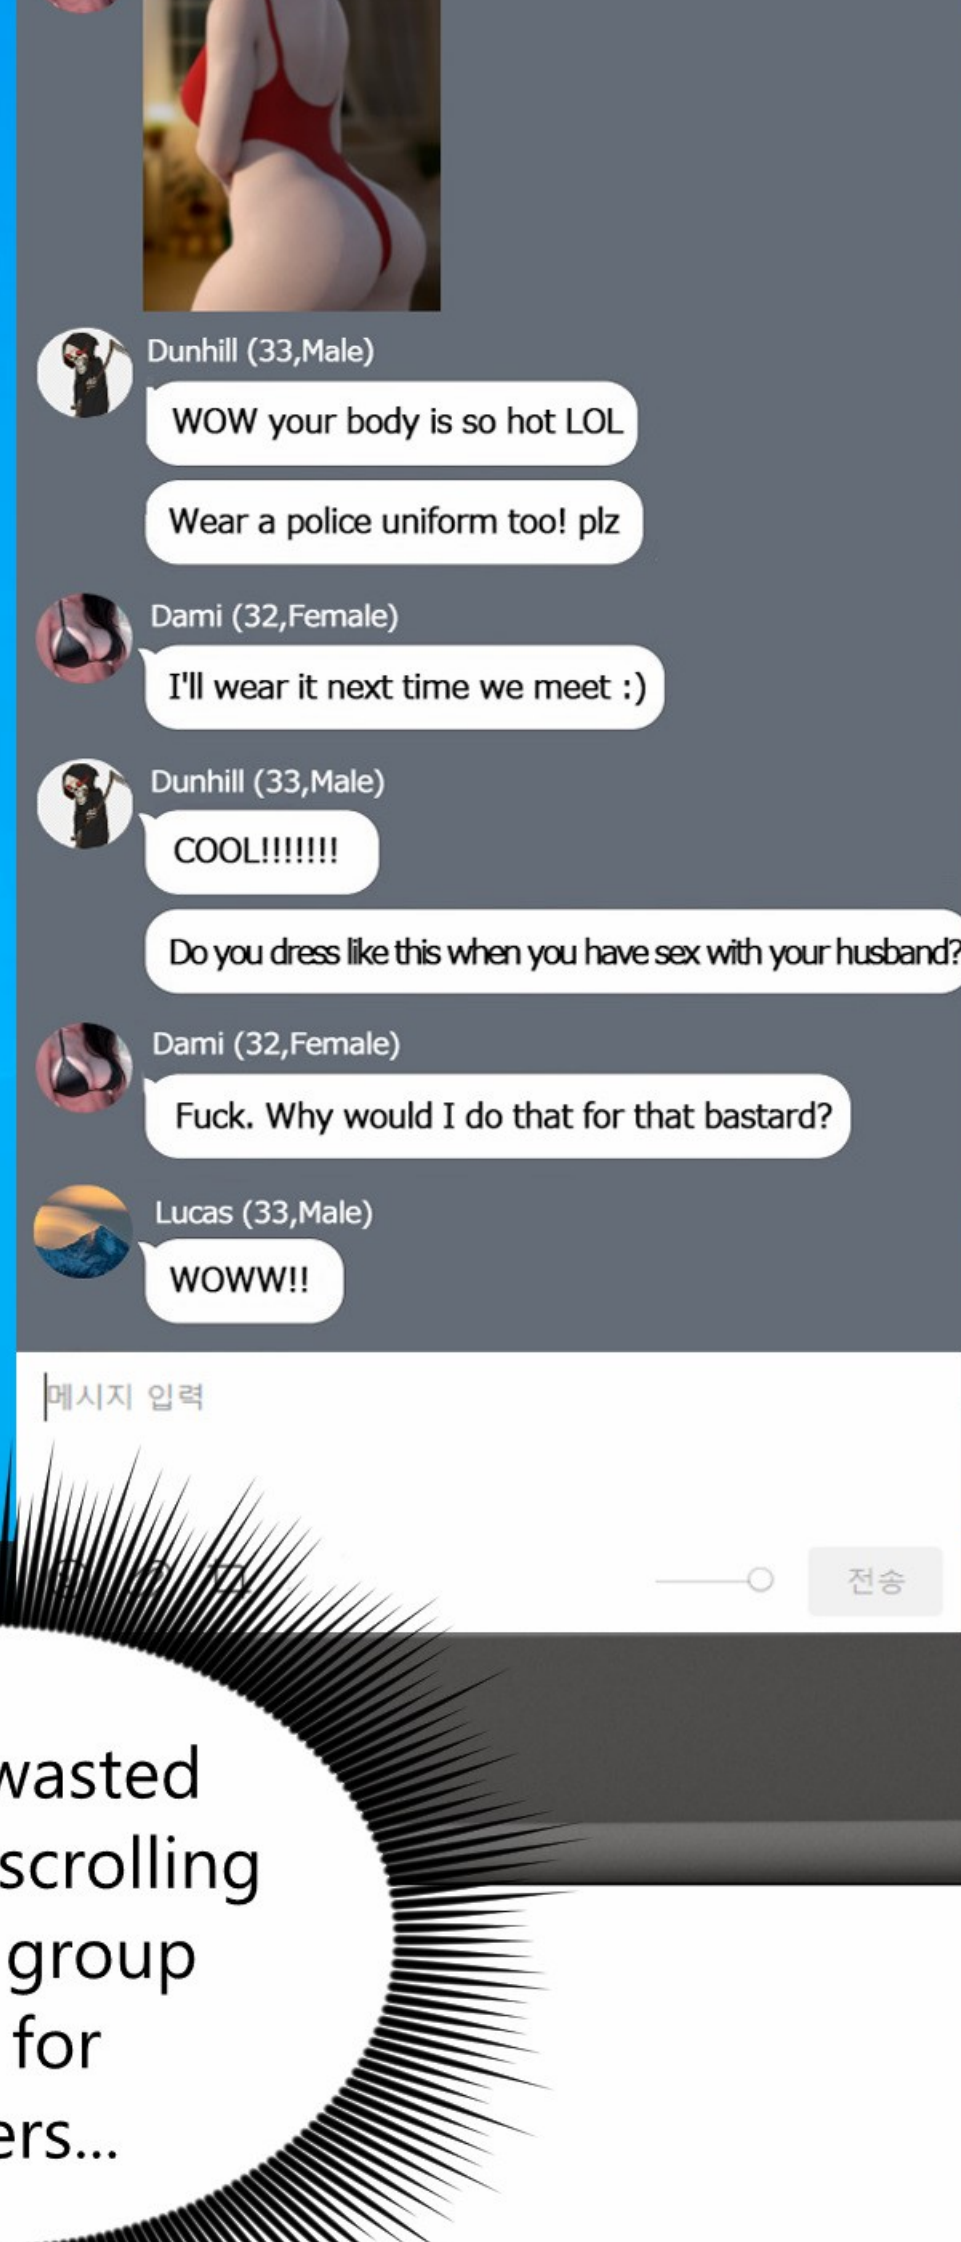 Dunhill (33,Male)
WOW your body is so hot LOL
Wear a police uniform too! plz
Dami (32,Female)
I'll wear it next time we meet :)
Dunhill (33,Male)
COOL!!!!!!!
Do you dress like this when you have sex with your husband?
Dami (32,Female)
Fuck. Why would I do that for that bastard?
Lucas (33,Male)
WOWW!!
메시지 입력
전송
wasted
scrolling
group
for
ers...